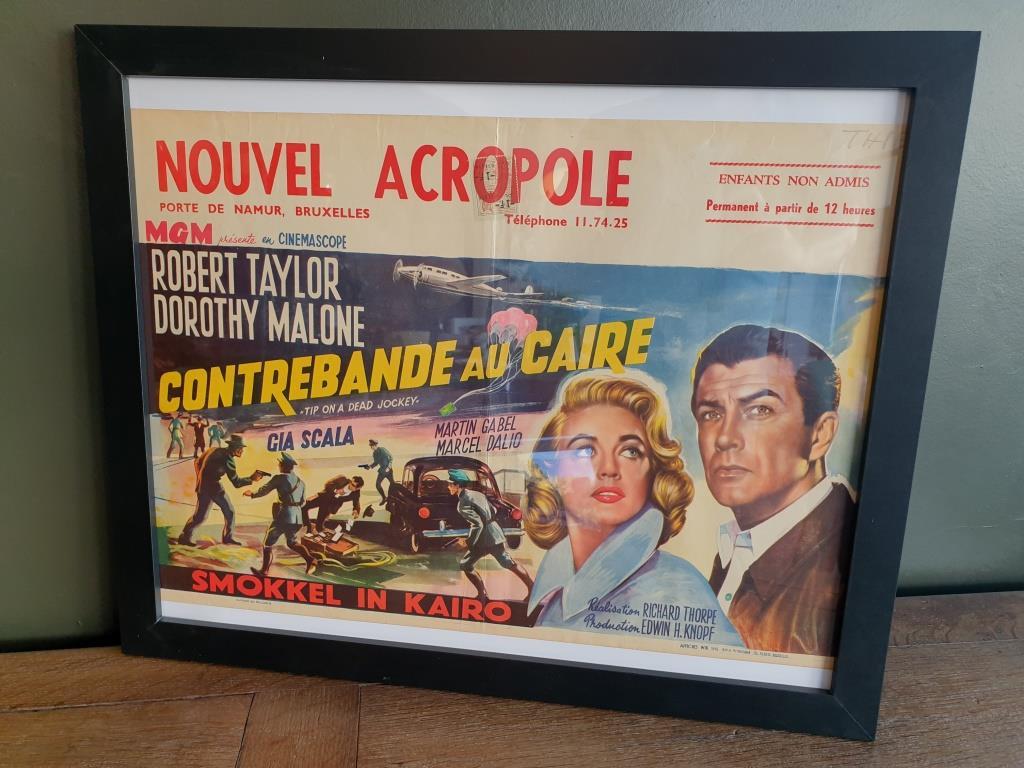 NOUVEL ACROPOLE
PORTE DE NAMUR, BRUXELLES
Téléphone 11.74.25
ENFANTS NON ADMIS
Permanent à partir de 12 heures
MGM présente en CINEMASCOPE
ROBERT TAYLOR
DOROTHY MALONE
CONTREBANDE AU CAIRE
-TIP ON A DEAD JOCKEY-
GIA SCALA
MARTIN GABEL
MARCEL DALIO
SMOKKEL IN KAIRO
Réalisation RICHARD THORPE
Production EDWIN H. KNOPF